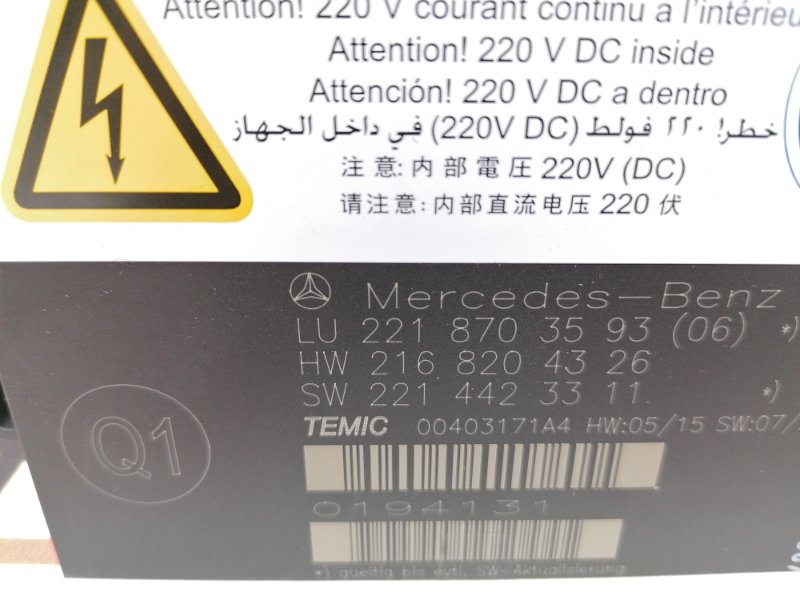 Attention! 220 V courant continu a l'intérieu
Attention! 220 V DC inside
Atención! 220 V DC a dentro
خطر! ٢٢٠ فولط (220V DC) في داخل الجهاز
注意: 内部電圧 220V (DC)
请注意: 内部直流电压 220 伏
Mercedes-Benz
LU 221 870 35 93 (06) *)
HW 216 820 43 26
SW 221 442 33 11 *)
TEMIC 00403171A4 HW:05/15 SW:07/
Q1
0194131
*) gueltig bis evtl. SW-Aktualisierung